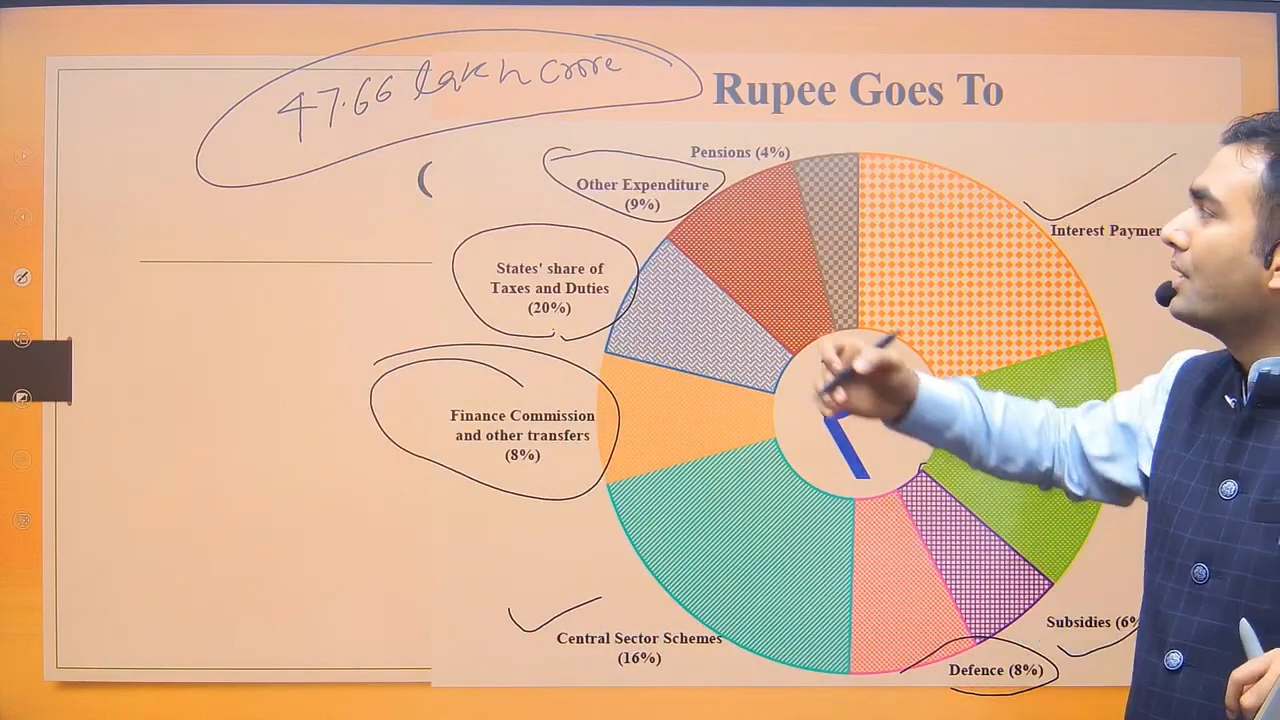 47.66 lakh crore
Rupee Goes To
Pensions (4%)
Other Expenditure
(9%)
Interest
States' share of
Taxes and Duties
(20%)
Finance Commission
and other transfers
(8%)
Central Sector Schemes
(16%)
Subsidies (6%
Defence (8%)